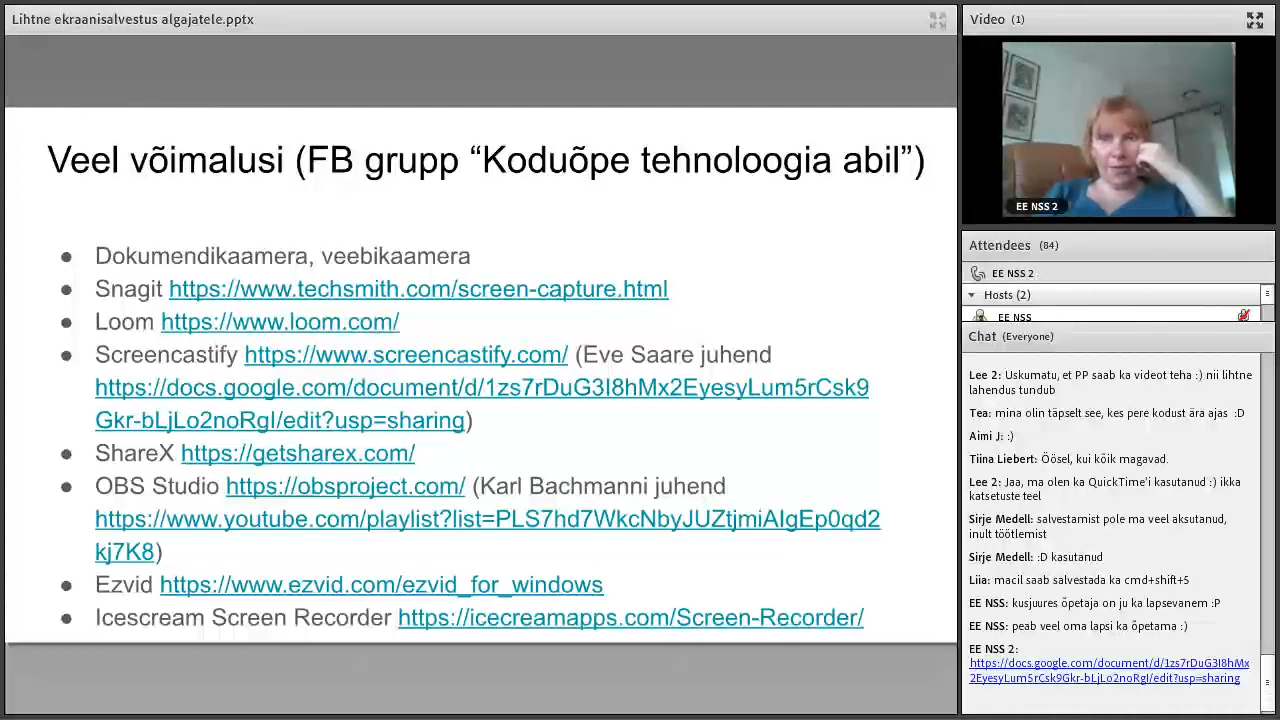 Lihtne ekraanisalvestus algajatele.pptx
Veel võimalusi (FB grupp “Koduõpe tehnoloogia abil”)
● Dokumendikaamera, veebikaamera
● Snagit https://www.techsmith.com/screen-capture.html
● Loom https://www.loom.com/
● Screencastify https://www.screencastify.com/ (Eve Saare juhend
https://docs.google.com/document/d/1zs7rDuG3I8hMx2EyesyLum5rCsk9
Gkr-bLjLo2noRgI/edit?usp=sharing)
● ShareX https://getsharex.com/
● OBS Studio https://obsproject.com/ (Karl Bachmanni juhend
https://www.youtube.com/playlist?list=PLS7hd7WkcNbyJUZtjmiAIgEp0qd2
kj7K8)
● Ezvid https://www.ezvid.com/ezvid_for_windows
● Icescream Screen Recorder https://icecreamapps.com/Screen-Recorder/
Video (1)
EE NSS 2
Attendees (84)
EE NSS 2
Hosts (2)
EE NSS
Chat (Everyone)
Lee 2: Uskumatu, et PP saab ka videot teha :) nii lihtne
lahendus tundub
Tea: mina olin täpselt see, kes pere kodust ära ajas :D
Aimi J: :)
Tiina Liebert: Öösel, kui kõik magavad.
Lee 2: Jaa, ma olen ka QuickTime'i kasutanud :) ikka
katsetuste teel
Sirje Medell: salvestamist pole ma veel aksutanud,
inult töötlemist
Sirje Medell: :D kasutanud
Liia: macil saab salvestada ka cmd+shift+5
EE NSS: kusjuures õpetaja on ju ka lapsevanem :P
EE NSS: peab veel oma lapsi ka õpetama :)
EE NSS 2:
https://docs.google.com/document/d/1zs7rDuG3I8hMx
2EyesyLum5rCsk9Gkr-bLjLo2noRgI/edit?usp=sharing